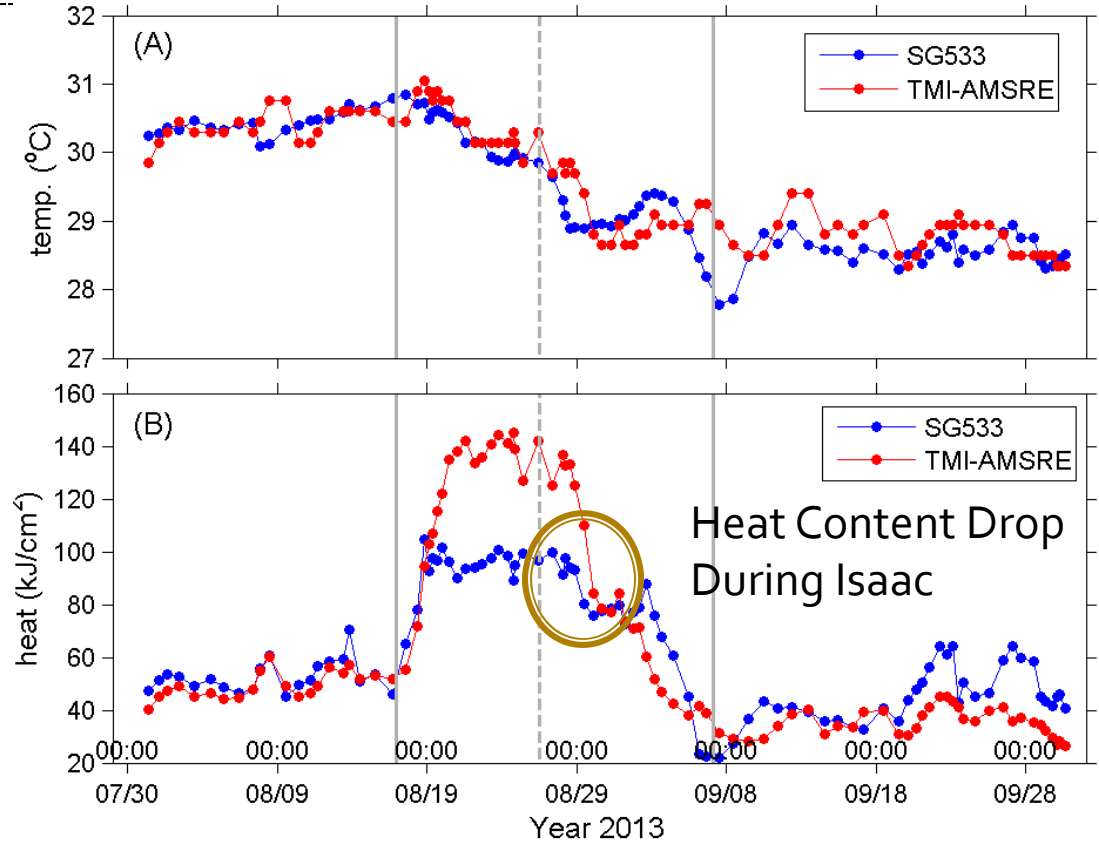 32
31
30
29
28
27
temp. (⁰C)
(A)
SG533
TMI-AMSRE
160
140
120
100
80
60
40
20
heat (kJ/cm²)
(B)
SG533
TMI-AMSRE
Heat Content Drop
During Isaac
00:00 00:00 00:00 00:00 00:00 00:00 00:00
07/30 08/09 08/19 08/29 09/08 09/18 09/28
Year 2013